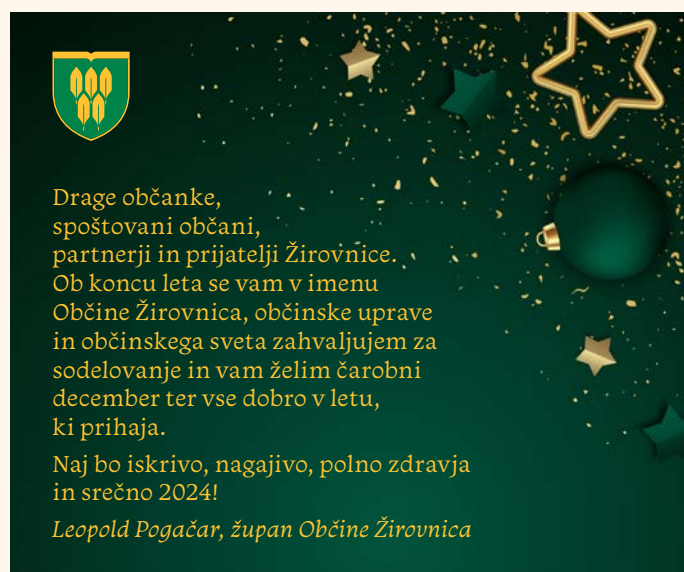 Drage občanke,
spoštovani občani,
partnerji in prijatelji Žirovnice.
Ob koncu leta se vam v imenu
Občine Žirovnica, občinske uprave
in občinskega sveta zahvaljujem za
sodelovanje in vam želim čarobni
december ter vse dobro v letu,
ki prihaja.
Naj bo iskrivo, nagajivo, polno zdravja
in srečno 2024!
Leopold Pogačar, župan Občine Žirovnica